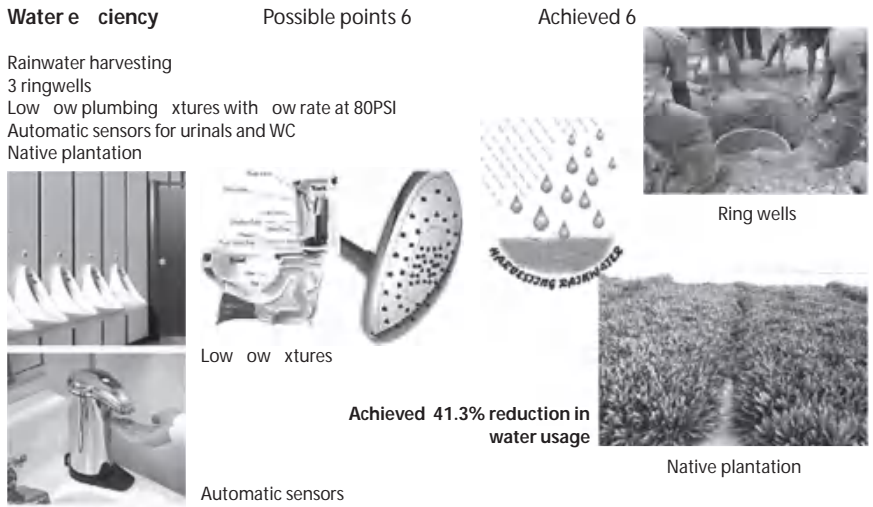 Water e ciency
Possible points 6
Achieved 6
Rainwater harvesting
3 ringwells
Low ow plumbing xtures with ow rate at 80PSI
Automatic sensors for urinals and WC
Native plantation
Ring wells
HARVESTING RAINWATER
Low ow xtures
Achieved 41.3% reduction in
water usage
Native plantation
Automatic sensors